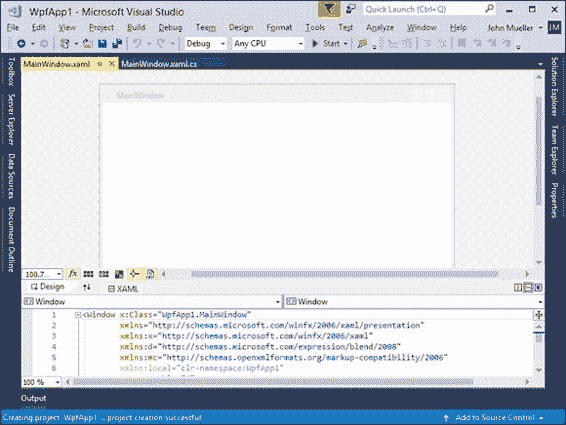 WpfApp1 - Microsoft Visual Studio
Quick Launch (Ctrl+Q)
File Edit View Project Build Debug Team Design Format Tools Test Analyze Window Help John Mueller JM
Debug Any CPU Start
MainWindow.xaml MainWindow.xaml.cs
Toolbox
Server Explorer
Data Sources
Document Outline
MainWindow
Solution Explorer
Team Explorer
Properties
100.7... fx
Design XAML
Window Window
1 <Window x:Class="WpfApp1.MainWindow"
2 xmlns="http://schemas.microsoft.com/winfx/2006/xaml/presentation"
3 xmlns:x="http://schemas.microsoft.com/winfx/2006/xaml"
4 xmlns:d="http://schemas.microsoft.com/expression/blend/2008"
5 xmlns:mc="http://schemas.openxmlformats.org/markup-compatibility/2006"
6 xmlns:local="clr-namespace:WpfApp1"
100 %
Output
Creating project 'WpfApp1'... project creation successful. Add to Source Control